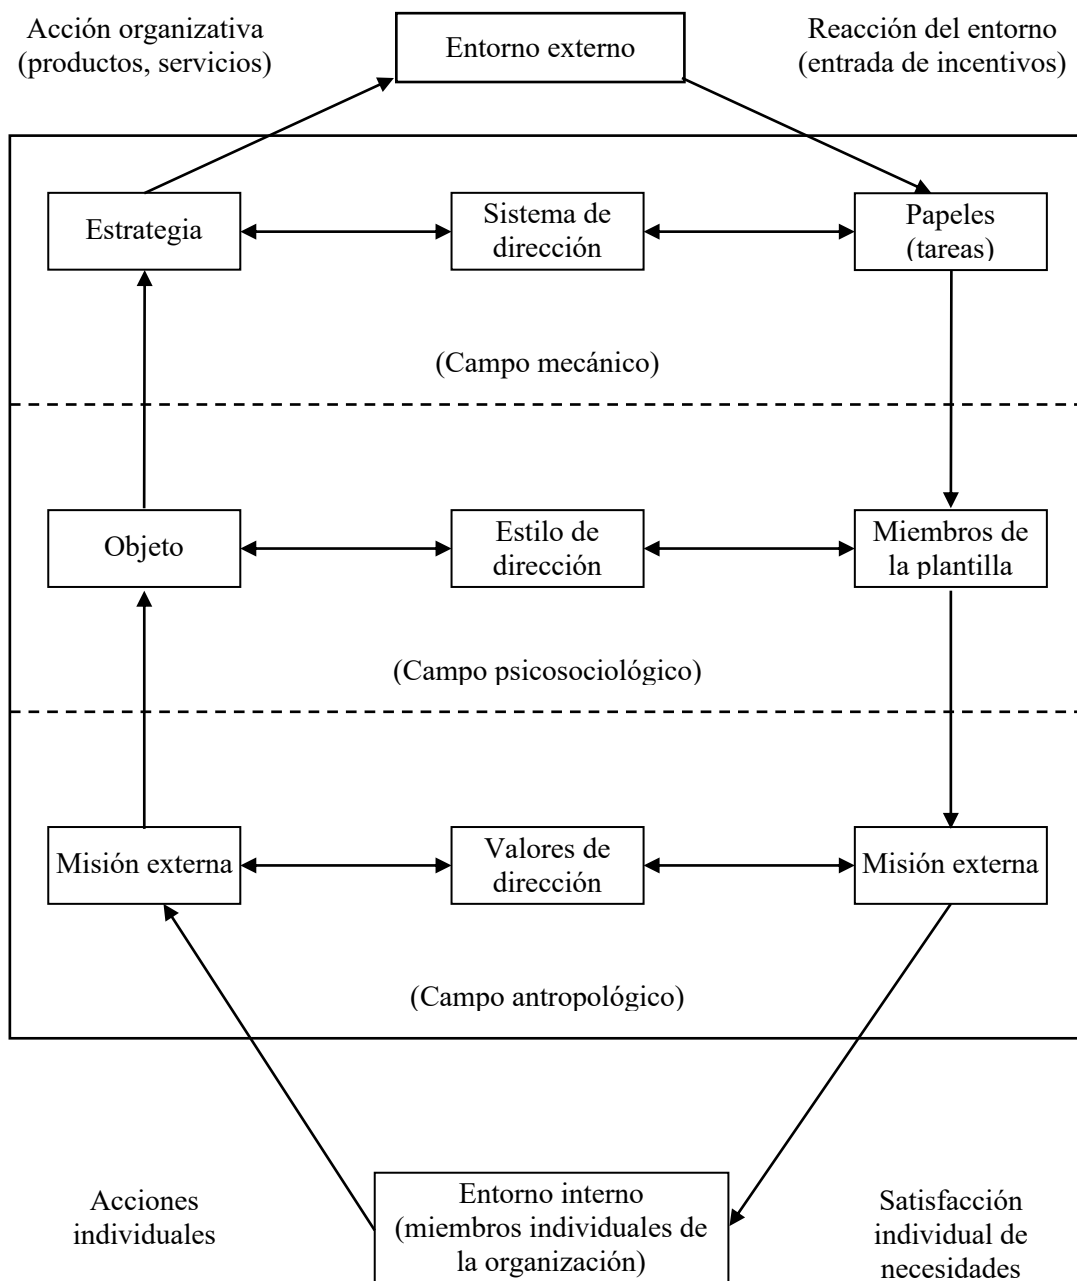 Acción organizativa
(productos, servicios)
Entorno externo
Reacción del entorno
(entrada de incentivos)
Estrategia
Sistema de
dirección
Papeles
(tareas)
(Campo mecánico)
Objeto
Estilo de
dirección
Miembros de
la plantilla
(Campo psicosociológico)
Misión externa
Valores de
dirección
Misión externa
(Campo antropológico)
Acciones
individuales
Entorno interno
(miembros individuales de
la organización)
Satisfacción
individual de
necesidades